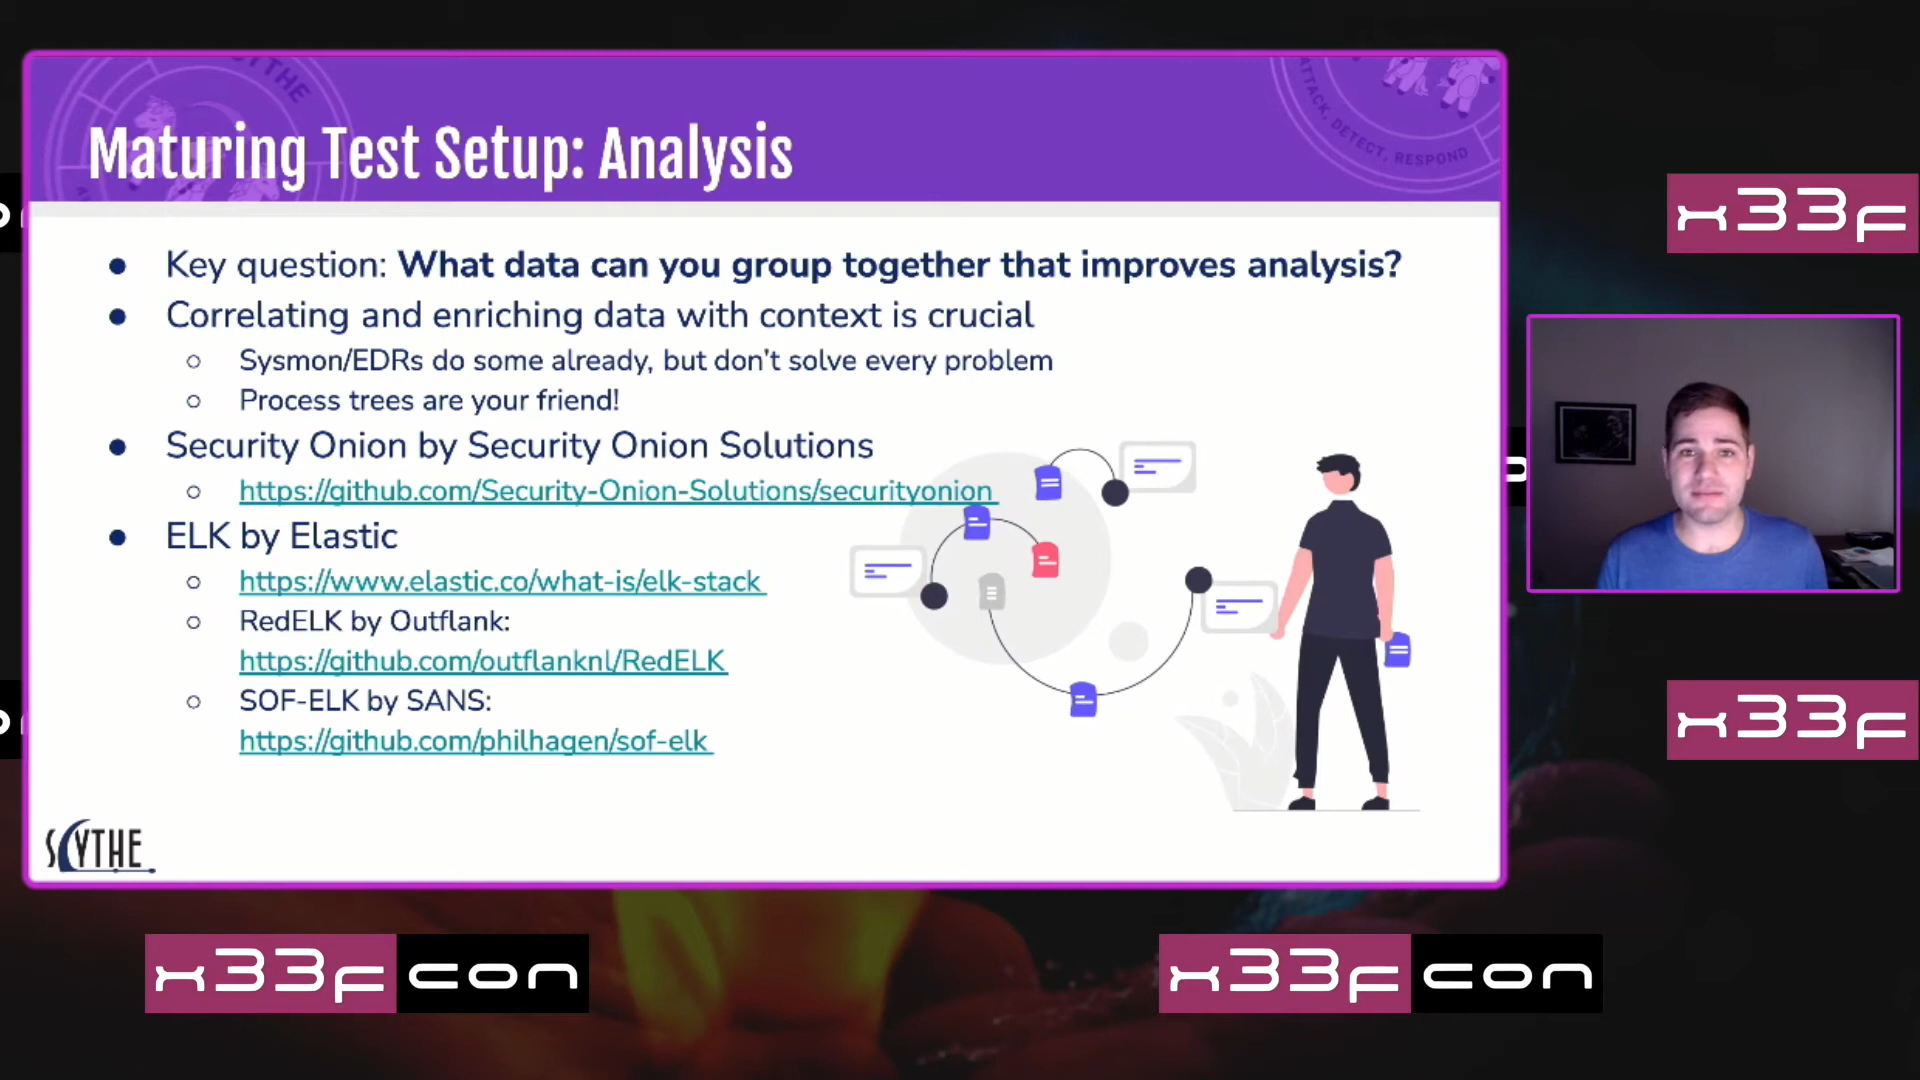 YTHE
ATTACK, DETECT, RESPOND
Maturing Test Setup: Analysis
● Key question: What data can you group together that improves analysis?
● Correlating and enriching data with context is crucial
○ Sysmon/EDRs do some already, but don't solve every problem
○ Process trees are your friend!
● Security Onion by Security Onion Solutions
○ https://github.com/Security-Onion-Solutions/securityonion
● ELK by Elastic
○ https://www.elastic.co/what-is/elk-stack
○ RedELK by Outflank:
https://github.com/outflanknl/RedELK
○ SOF-ELK by SANS:
https://github.com/philhagen/sof-elk
SCYTHE
x33f
x33f
x33fcon
x33fcon